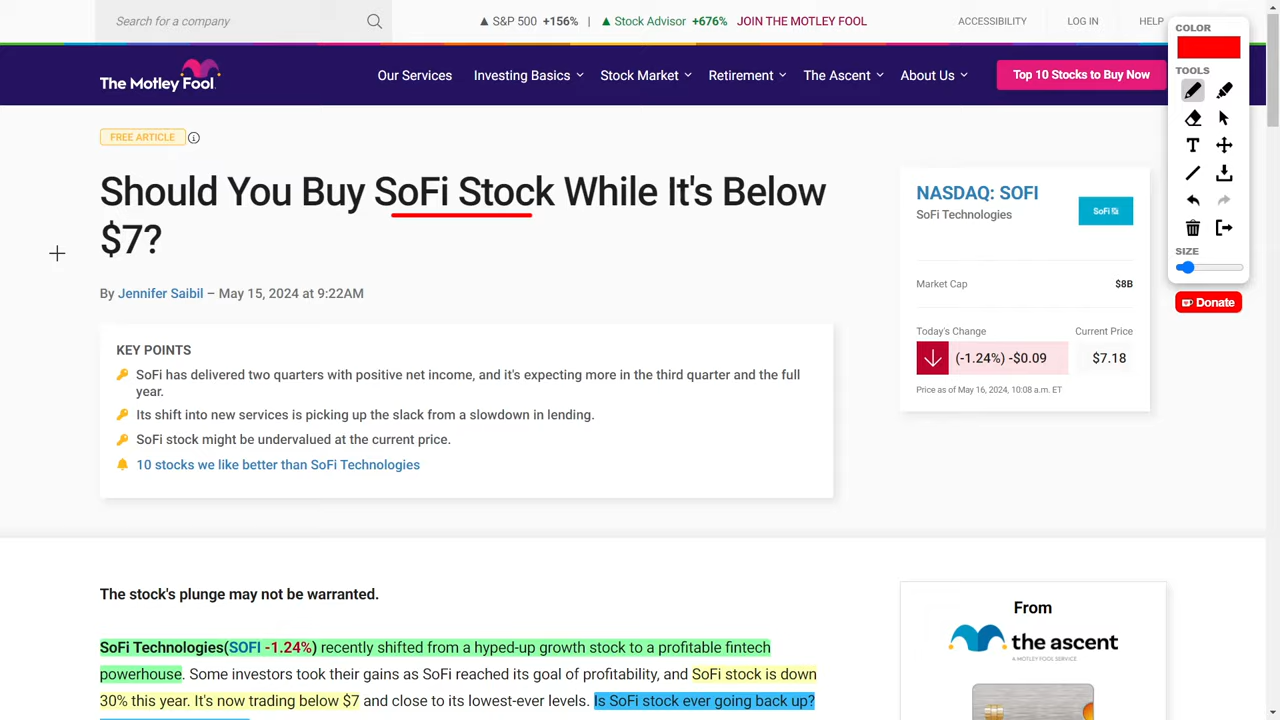 Search for a company
S&P 500 +156% | Stock Advisor +676% JOIN THE MOTLEY FOOL
ACCESSIBILITY LOG IN HELP
COLOR
TOOLS
T
SIZE
Donate
The Motley Fool
Our Services Investing Basics Stock Market Retirement The Ascent About Us
Top 10 Stocks to Buy Now
FREE ARTICLE
Should You Buy SoFi Stock While It's Below
$7?
By Jennifer Saibil – May 15, 2024 at 9:22AM
KEY POINTS
SoFi has delivered two quarters with positive net income, and it's expecting more in the third quarter and the full
year.
Its shift into new services is picking up the slack from a slowdown in lending.
SoFi stock might be undervalued at the current price.
10 stocks we like better than SoFi Technologies
NASDAQ: SOFI
SoFi Technologies
SoFi
Market Cap $8B
Today's Change Current Price
(-1.24%) -$0.09 $7.18
Price as of May 16, 2024, 10:08 a.m. ET
The stock's plunge may not be warranted.
SoFi Technologies(SOFI -1.24%) recently shifted from a hyped-up growth stock to a profitable fintech
powerhouse. Some investors took their gains as SoFi reached its goal of profitability, and SoFi stock is down
30% this year. It's now trading below $7 and close to its lowest-ever levels. Is SoFi stock ever going back up?
From
the ascent
A MOTLEY FOOL SERVICE